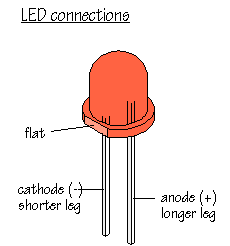 LED connections
flat
cathode (-)
shorter leg
anode (+)
longer leg